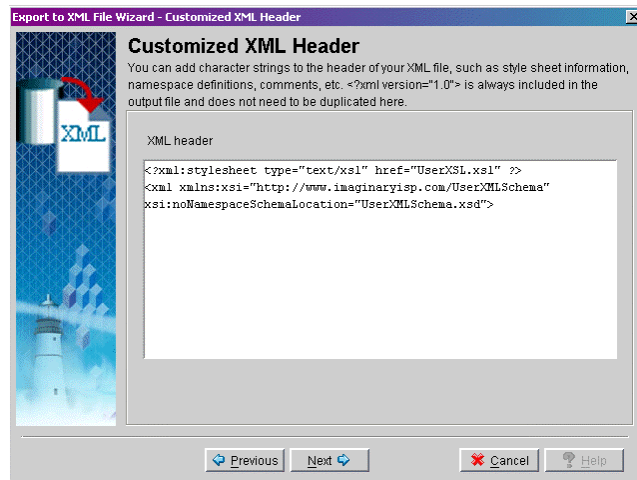 Export to XML File Wizard - Customized XML Header
Customized XML Header
You can add character strings to the header of your XML file, such as style sheet information,
namespace definitions, comments, etc. <?xml version="1.0"> is always included in the
output file and does not need to be duplicated here.
XML
XML header
<?xml:stylesheet type="text/xsl" href="UserXSL.xsl" ?>
<xml xmlns:xsi="http://www.imaginaryisp.com/UserXMLSchema"
xsi:noNamespaceSchemaLocation="UserXMLSchema.xsd">
Previous Next Cancel Help